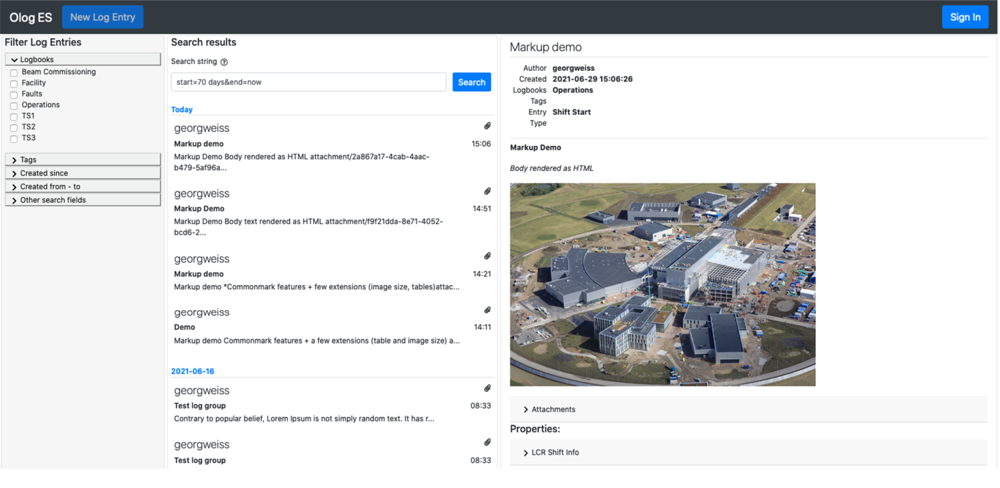 Olog ES
New Log Entry
Sign In
Filter Log Entries
Logbooks
Beam Commissioning
Facility
Faults
Operations
TS1
TS2
TS3
Tags
Created since
Created from - to
Other search fields
Search results
Search string
start=70 days&end=now
Search
Today
georgweiss
Markup demo 15:06
Markup Demo Body rendered as HTML attachment/2a867a17-4cab-4aac-
b479-5af96a...
georgweiss
Markup Demo 14:51
Markup Demo Body text rendered as HTML attachment/f9f21dda-8e71-4052-
bcd6-2...
georgweiss
Markup demo 14:21
Markup demo *Commonmark features + few extensions (image size, tables)attac...
georgweiss
Demo 14:11
Markup demo Commonmark features + a few extensions (table and image size) a...
2021-06-16
georgweiss
Test log group 08:33
Contrary to popular belief, Lorem Ipsum is not simply random text. It has r...
georgweiss
Test log group 08:33
Markup demo
Author georgweiss
Created 2021-06-29 15:06:26
Logbooks Operations
Tags
Entry Shift Start
Type
Markup Demo
Body rendered as HTML
Attachments
Properties:
LCR Shift Info